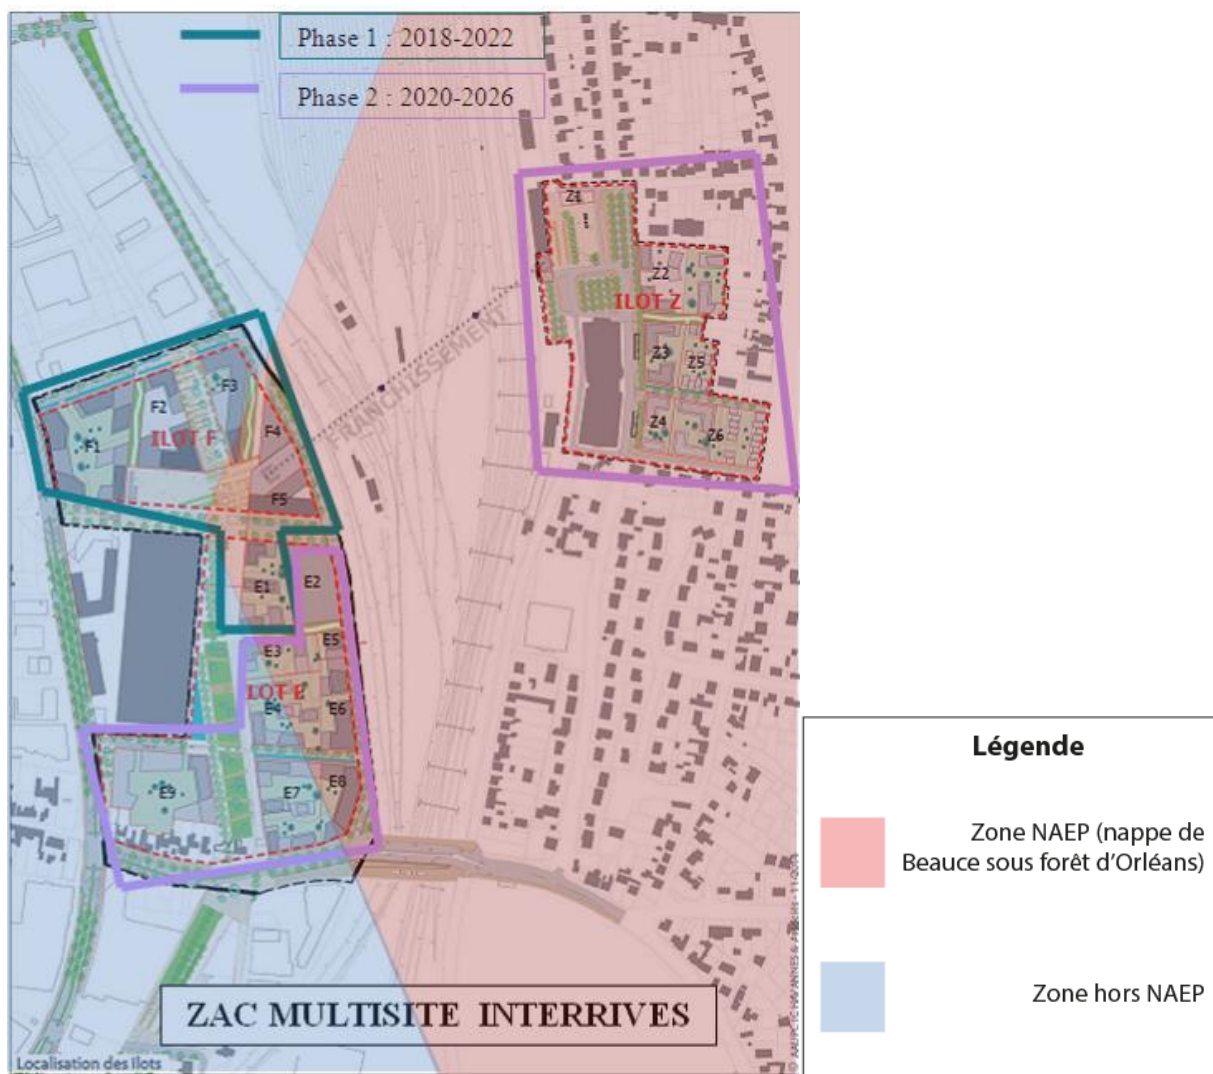 Phase 1 : 2018-2022
Phase 2 : 2020-2026
Z1
Z2
ILOT Z
Z3
Z5
Z4
Z6
FRANCHISSEMENT
F3
F2
F4
ILOT F
F1
F5
E1
E2
E3
E5
ILOT E
E4
E6
E8
E9
E7
ZAC MULTISITE INTERRIVES
Localisation des îlots
Légende
Zone NAEP (nappe de
Beauce sous forêt d'Orléans)
Zone hors NAEP